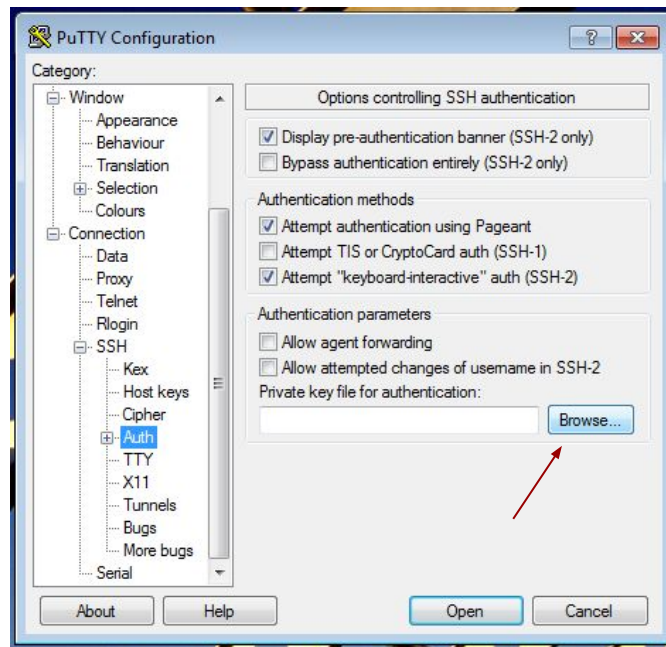 PuTTY Configuration
Category:
Window
Appearance
Behaviour
Translation
Selection
Colours
Connection
Data
Proxy
Telnet
Rlogin
SSH
Kex
Host keys
Cipher
Auth
TTY
X11
Tunnels
Bugs
More bugs
Serial
Options controlling SSH authentication
Display pre-authentication banner (SSH-2 only)
Bypass authentication entirely (SSH-2 only)
Authentication methods
Attempt authentication using Pageant
Attempt TIS or CryptoCard auth (SSH-1)
Attempt "keyboard-interactive" auth (SSH-2)
Authentication parameters
Allow agent forwarding
Allow attempted changes of username in SSH-2
Private key file for authentication:
Browse...
About Help Open Cancel